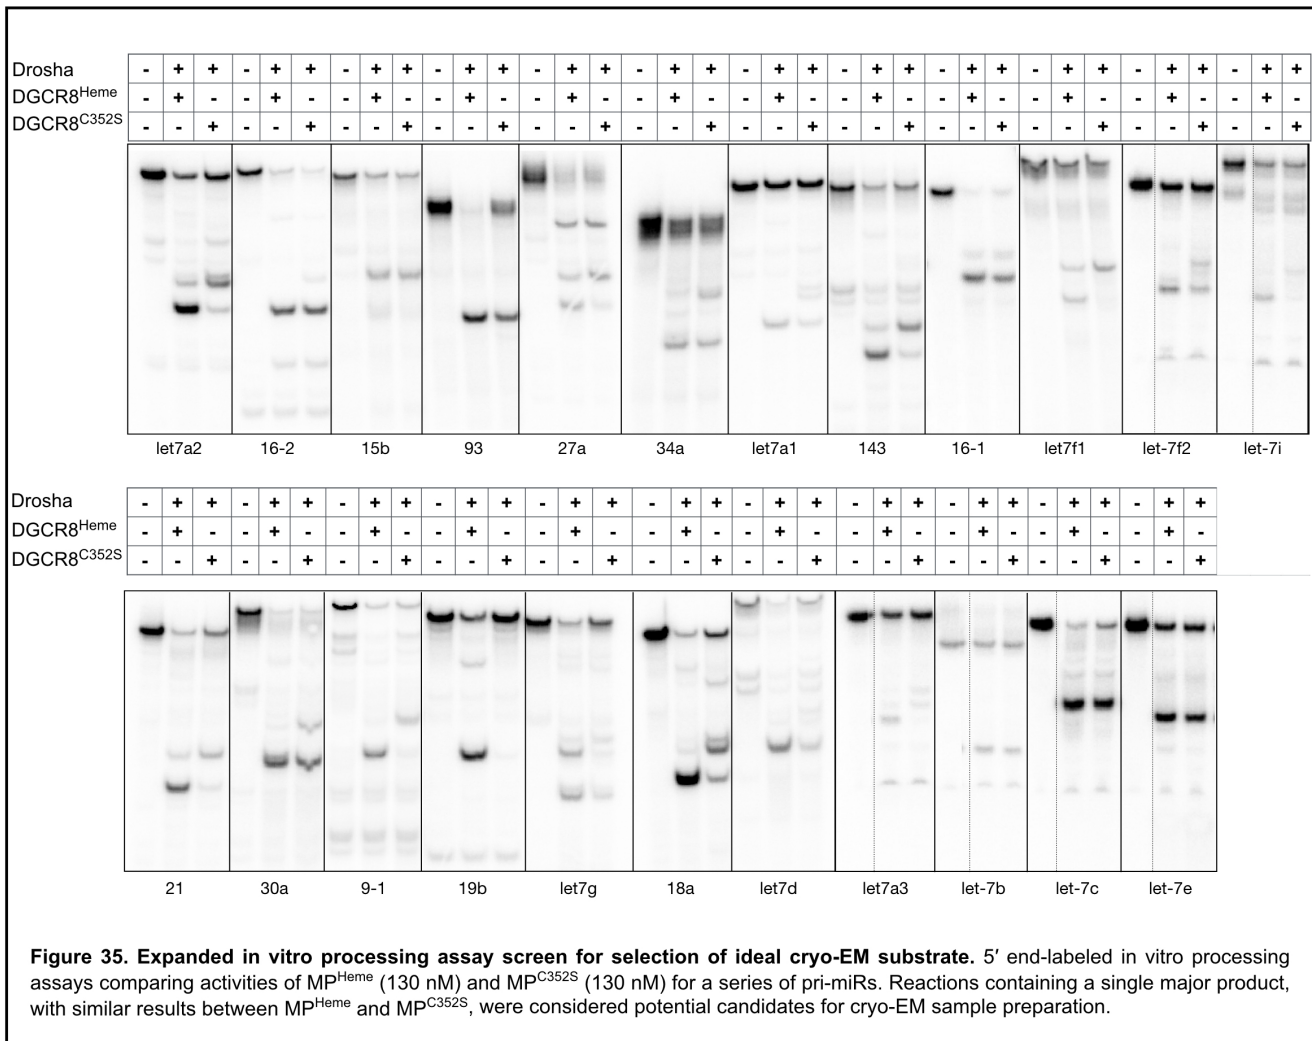 Drosha - + + - + + - + + - + + - + + - + + - + + - + + - + + - + + - + + - + +
DGCR8Heme - + - - + - - + - - + - - + - - + - - + - - + - - + - - + - - + - - + -
DGCR8C352S - - + - - + - - + - - + - - + - - + - - + - - + - - + - - + - - + - - +
let7a2 16-2 15b 93 27a 34a let7a1 143 16-1 let7f1 let-7f2 let-7i
Drosha - + + - + + - + + - + + - + + - + + - + + - + + - + + - + + - + +
DGCR8Heme - + - - + - - + - - + - - + - - + - - + - - + - - + - - + - - + -
DGCR8C352S - - + - - + - - + - - + - - + - - + - - + - - + - - + - - + - - +
21 30a 9-1 19b let7g 18a let7d let7a3 let-7b let-7c let-7e
Figure 35. Expanded in vitro processing assay screen for selection of ideal cryo-EM substrate. 5′ end-labeled in vitro processing
assays comparing activities of MPHeme (130 nM) and MPC352S (130 nM) for a series of pri-miRs. Reactions containing a single major product,
with similar results between MPHeme and MPC352S, were considered potential candidates for cryo-EM sample preparation.